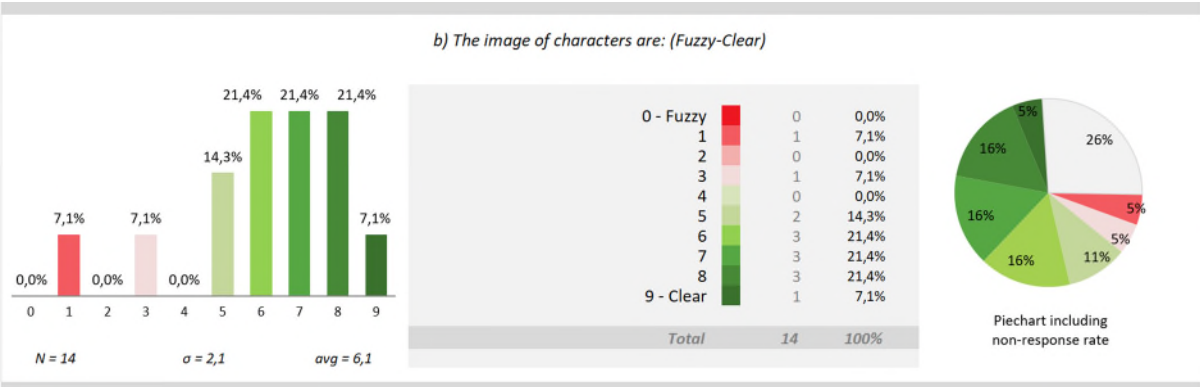 b) The image of characters are: (Fuzzy-Clear)
21,4% 21,4% 21,4%
14,3%
7,1% 7,1% 7,1%
0,0% 0,0% 0,0%
0 1 2 3 4 5 6 7 8 9
N = 14 σ = 2,1 avg = 6,1
0 - Fuzzy 0 0,0%
1 1 7,1%
2 0 0,0%
3 1 7,1%
4 0 0,0%
5 2 14,3%
6 3 21,4%
7 3 21,4%
8 3 21,4%
9 - Clear 1 7,1%
Total 14 100%
5%
26%
16%
5%
16%
5%
11%
16%
Piechart including
non-response rate